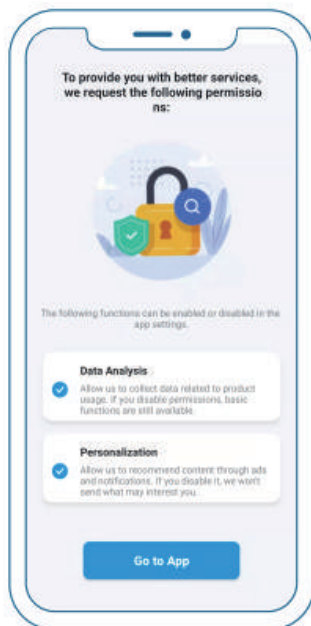 To provide you with better services,
we request the following permissio
ns:
The following functions can be enabled or disabled in the
app settings.
Data Analysis
Allow us to collect data related to product
usage. If you disable permissions, basic
functions are still available.
Personalization
Allow us to recommend content through ads
and notifications. If you disable it, we won't
send what may interest you.
Go to App